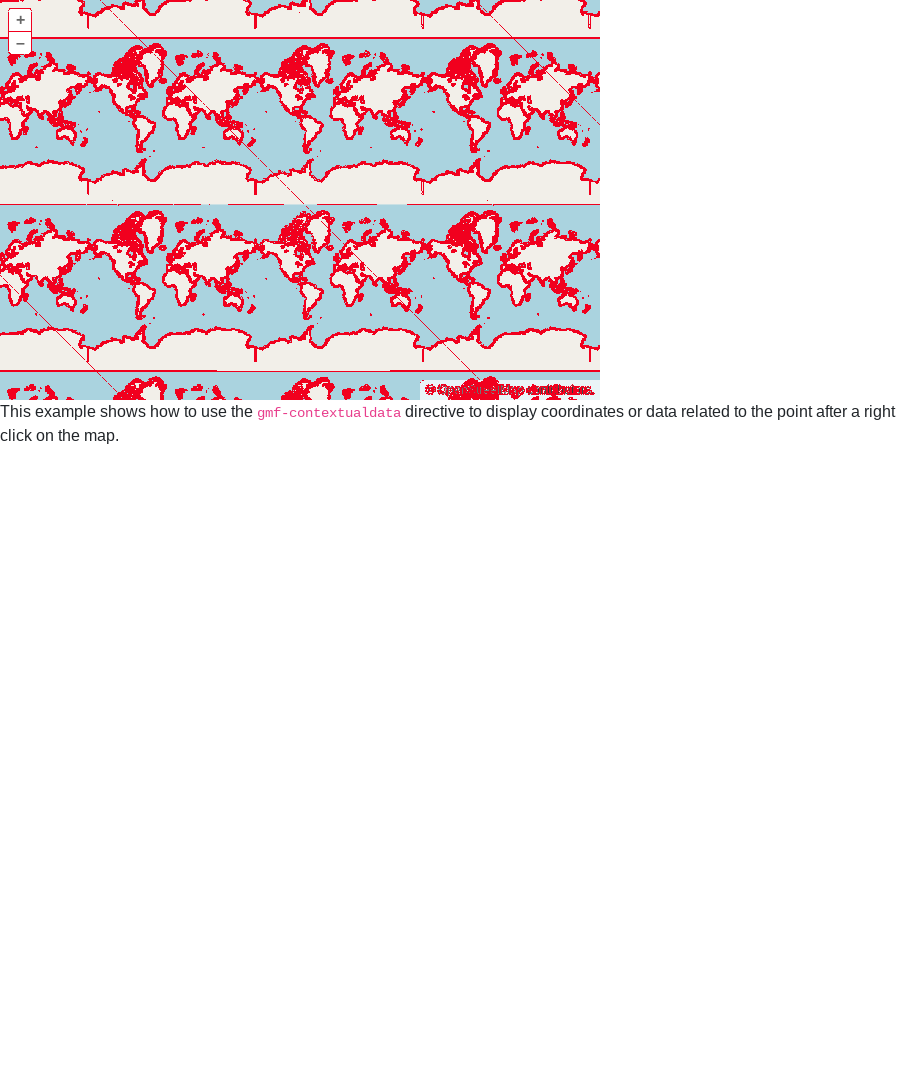 +
−
This example shows how to use the gmf-contextualdata directive to display coordinates or data related to the point after a right
click on the map.